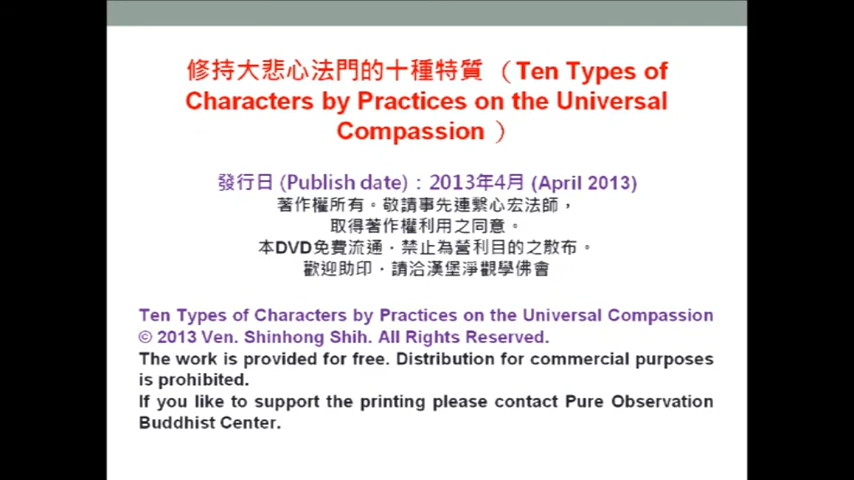 修持大悲心法門的十種特質 （Ten Types of
Characters by Practices on the Universal
Compassion ）
發行日 (Publish date)：2013年4月 (April 2013)
著作權所有。敬請事先連繫心宏法師，
取得著作權利用之同意。
本DVD免費流通，禁止為營利目的之散布。
歡迎助印，請洽漢堡淨觀學佛會
Ten Types of Characters by Practices on the Universal Compassion
© 2013 Ven. Shinhong Shih. All Rights Reserved.
The work is provided for free. Distribution for commercial purposes
is prohibited.
If you like to support the printing please contact Pure Observation
Buddhist Center.